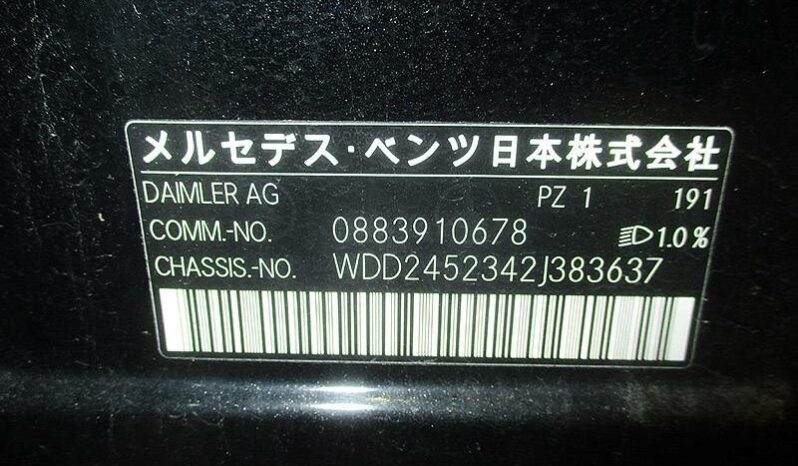 メルセデス・ベンツ日本株式会社
DAIMLER AG PZ 1 191
COMM.-NO. 0883910678 1.0%
CHASSIS.-NO. WDD2452342J383637